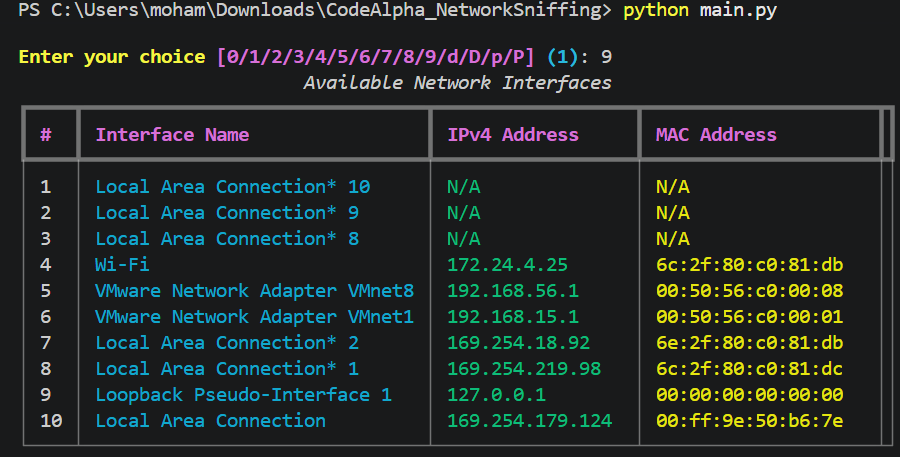 PS C:\Users\moham\Downloads\CodeAlpha_NetworkSniffing> python main.py
Enter your choice [0/1/2/3/4/5/6/7/8/9/d/D/p/P] (1): 9
Available Network Interfaces
# Interface Name IPv4 Address MAC Address
1 Local Area Connection* 10 N/A N/A
2 Local Area Connection* 9 N/A N/A
3 Local Area Connection* 8 N/A N/A
4 Wi-Fi 172.24.4.25 6c:2f:80:c0:81:db
5 VMware Network Adapter VMnet8 192.168.56.1 00:50:56:c0:00:08
6 VMware Network Adapter VMnet1 192.168.15.1 00:50:56:c0:00:01
7 Local Area Connection* 2 169.254.18.92 6e:2f:80:c0:81:db
8 Local Area Connection* 1 169.254.219.98 6c:2f:80:c0:81:dc
9 Loopback Pseudo-Interface 1 127.0.0.1 00:00:00:00:00:00
10 Local Area Connection 169.254.179.124 00:ff:9e:50:b6:7e